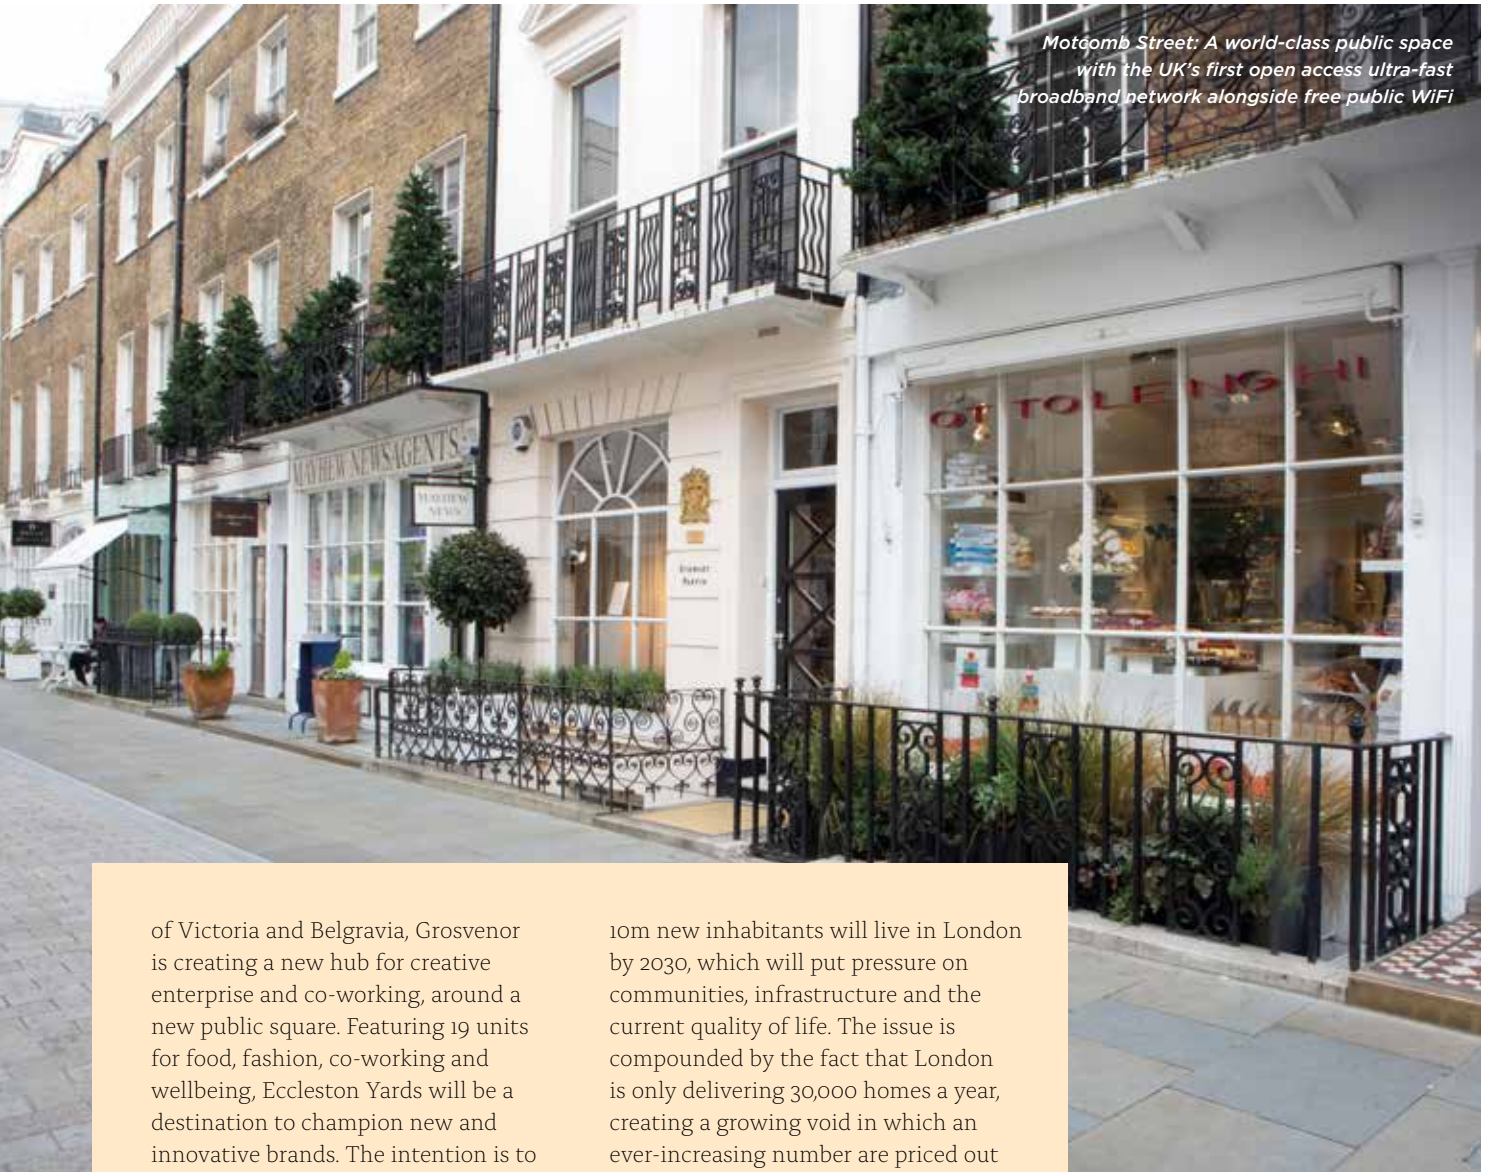 Motcomb Street: A world-class public space
with the UK's first open access ultra-fast
broadband network alongside free public WiFi
MAYHEW NEWSAGENTS
MAYHEW
NEWS
OTTOLENGHI
of Victoria and Belgravia, Grosvenor
is creating a new hub for creative
enterprise and co-working, around a
new public square. Featuring 19 units
for food, fashion, co-working and
wellbeing, Eccleston Yards will be a
destination to champion new and
innovative brands. The intention is to
10m new inhabitants will live in London
by 2030, which will put pressure on
communities, infrastructure and the
current quality of life. The issue is
compounded by the fact that London
is only delivering 30,000 homes a year,
creating a growing void in which an
ever-increasing number are priced out